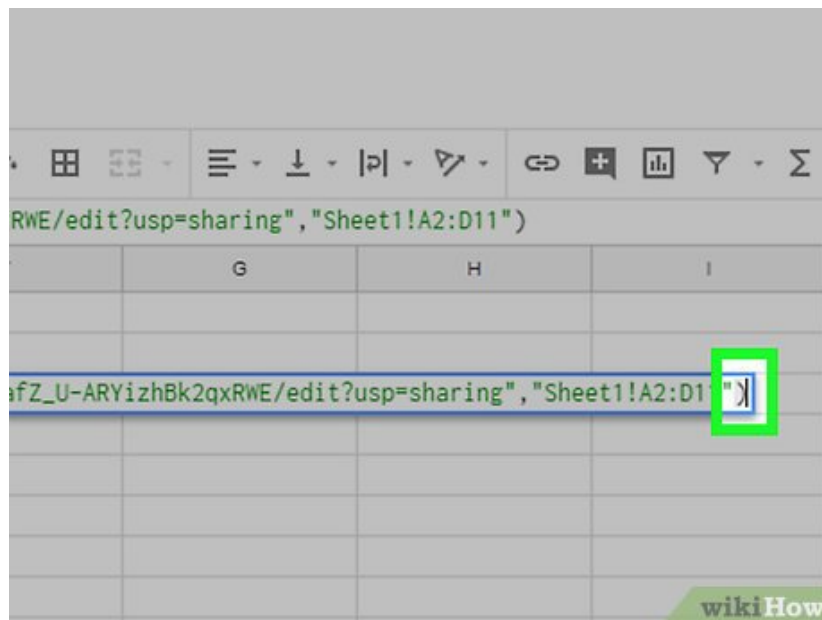 RWE/edit?usp=sharing","Sheet1!A2:D11")
G H I
afZ_U-ARYizhBk2qxRWE/edit?usp=sharing","Sheet1!A2:D11")
wikiHow